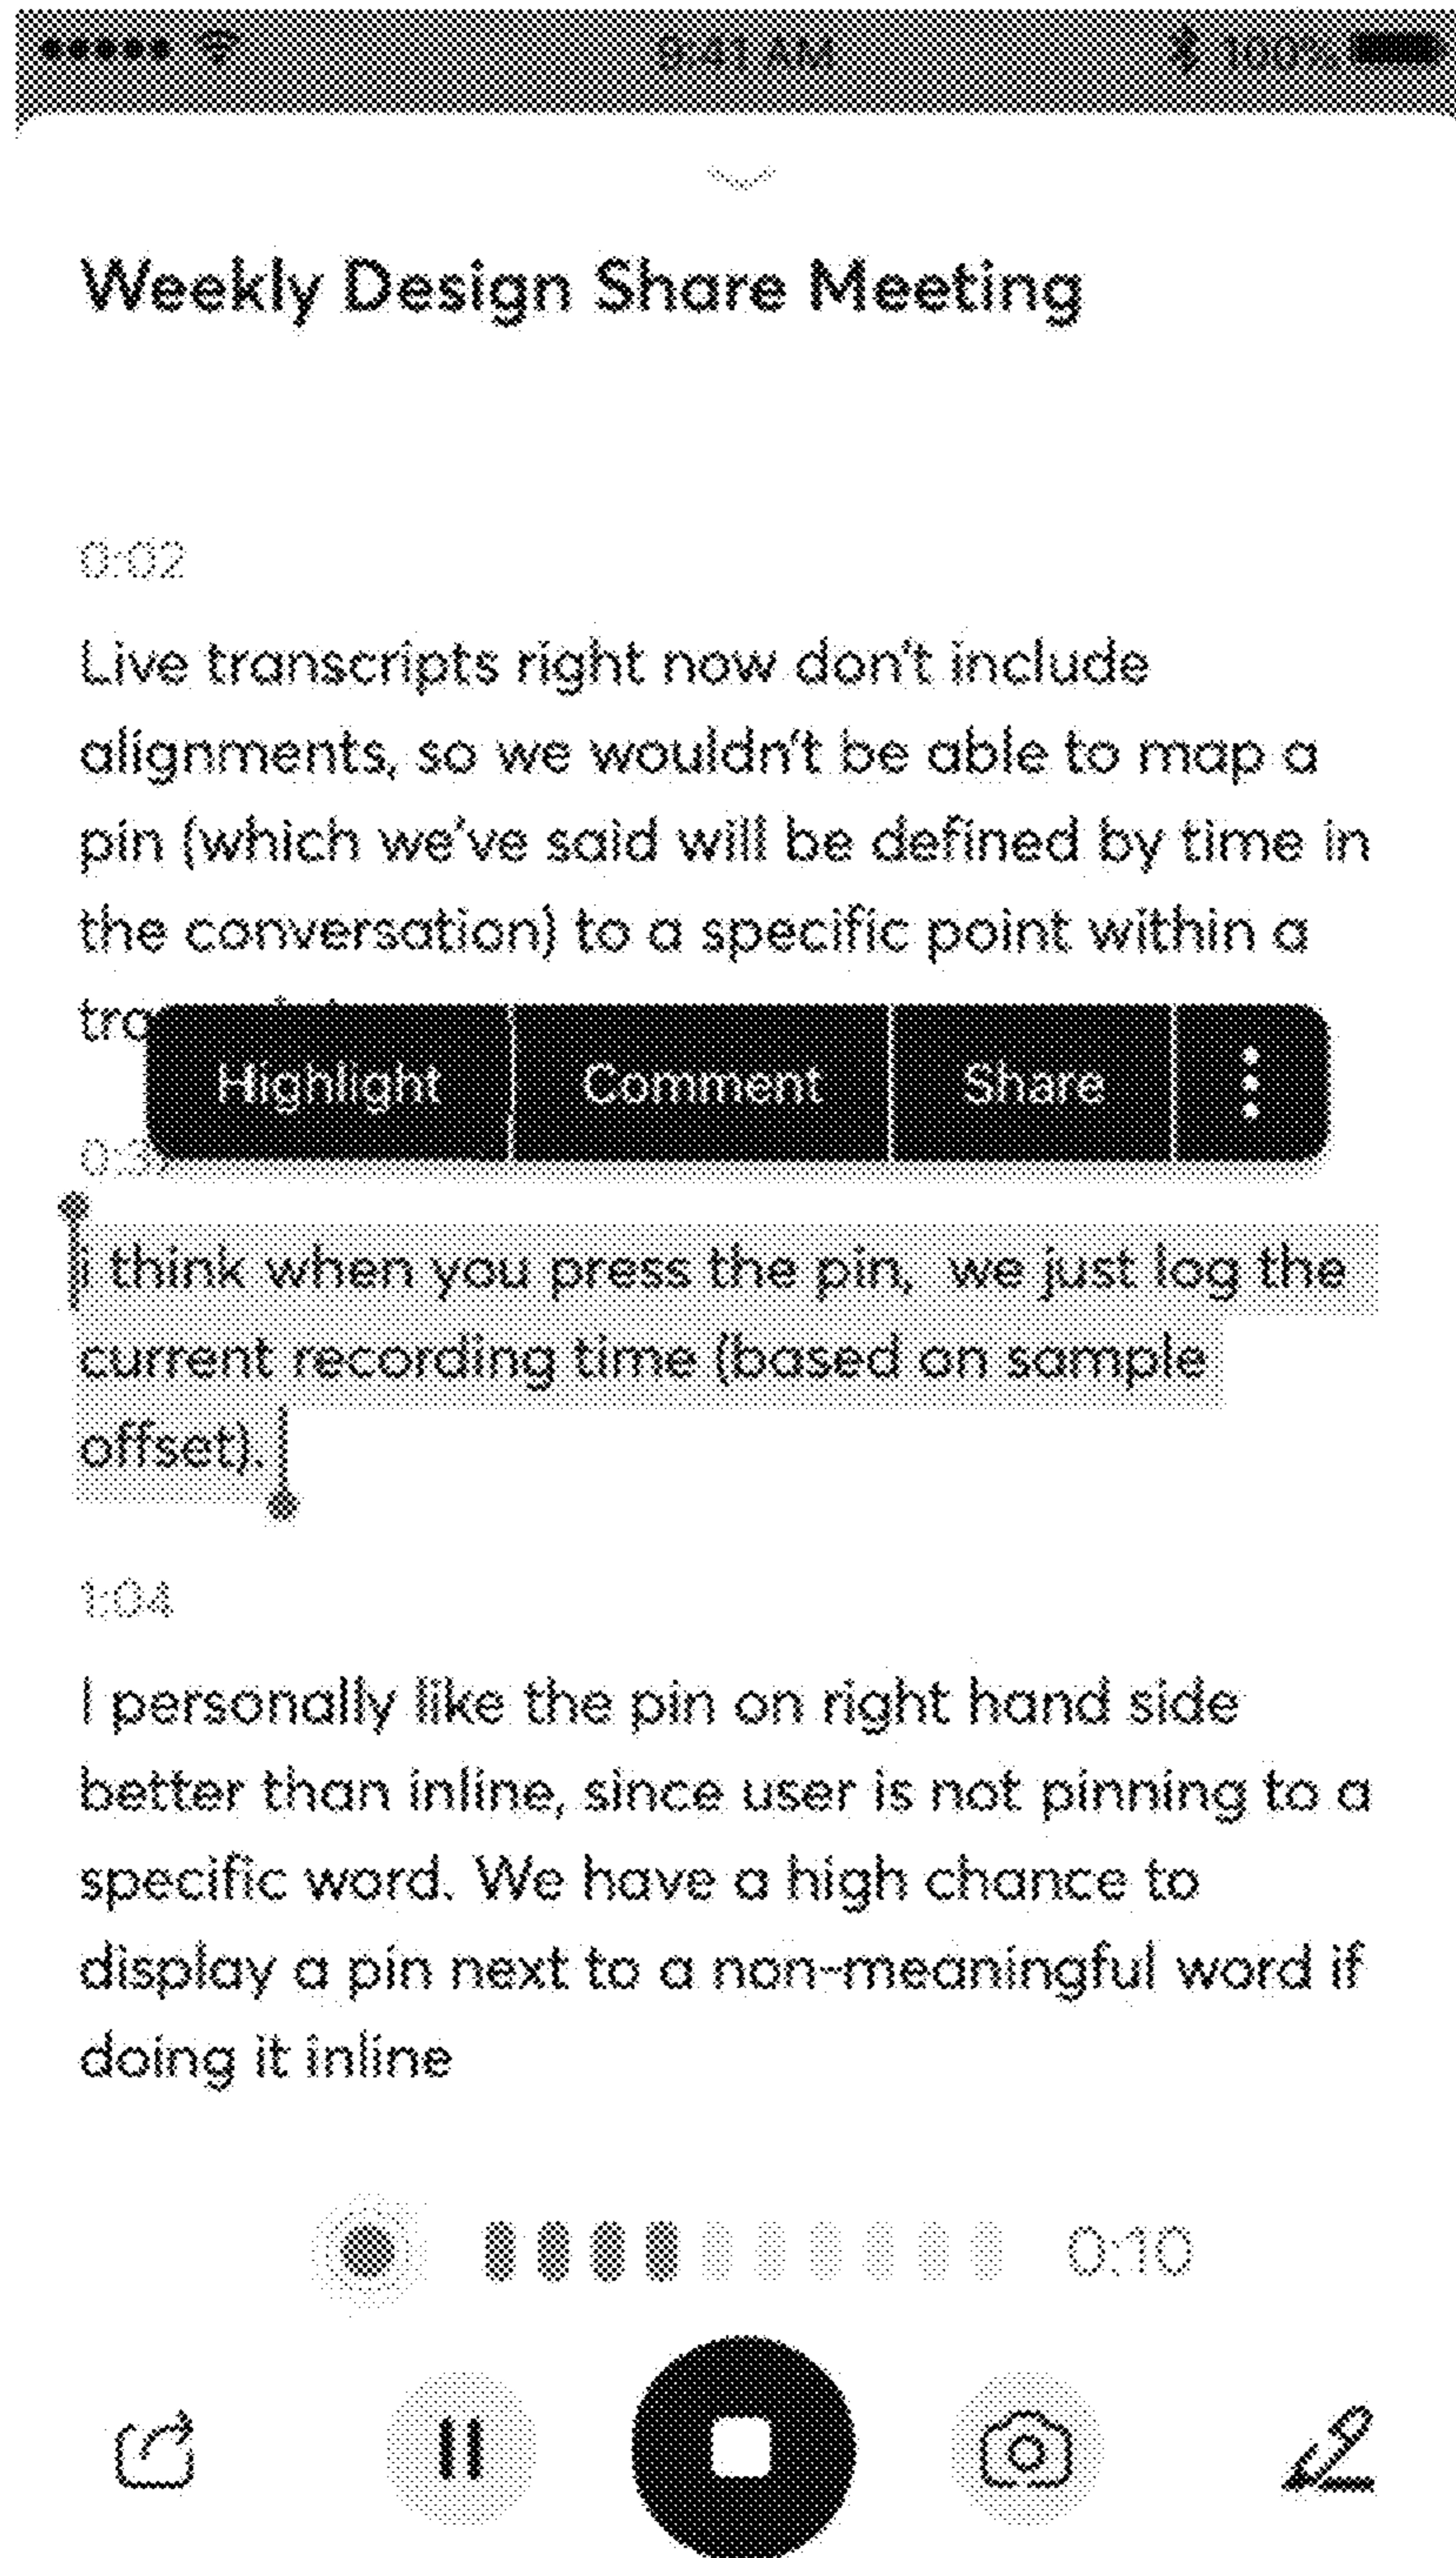 9:41 AM 100%
Weekly Design Share Meeting
0:02
Live transcripts right now don't include
alignments, so we wouldn't be able to map a
pin (which we've said will be defined by time in
the conversation) to a specific point within a
Highlight Comment Share
i think when you press the pin,  we just log the
current recording time (based on sample
offset).
1:04
I personally like the pin on right hand side
better than inline, since user is not pinning to a
specific word. We have a high chance to
display a pin next to a non-meaningful word if
doing it inline
0:10